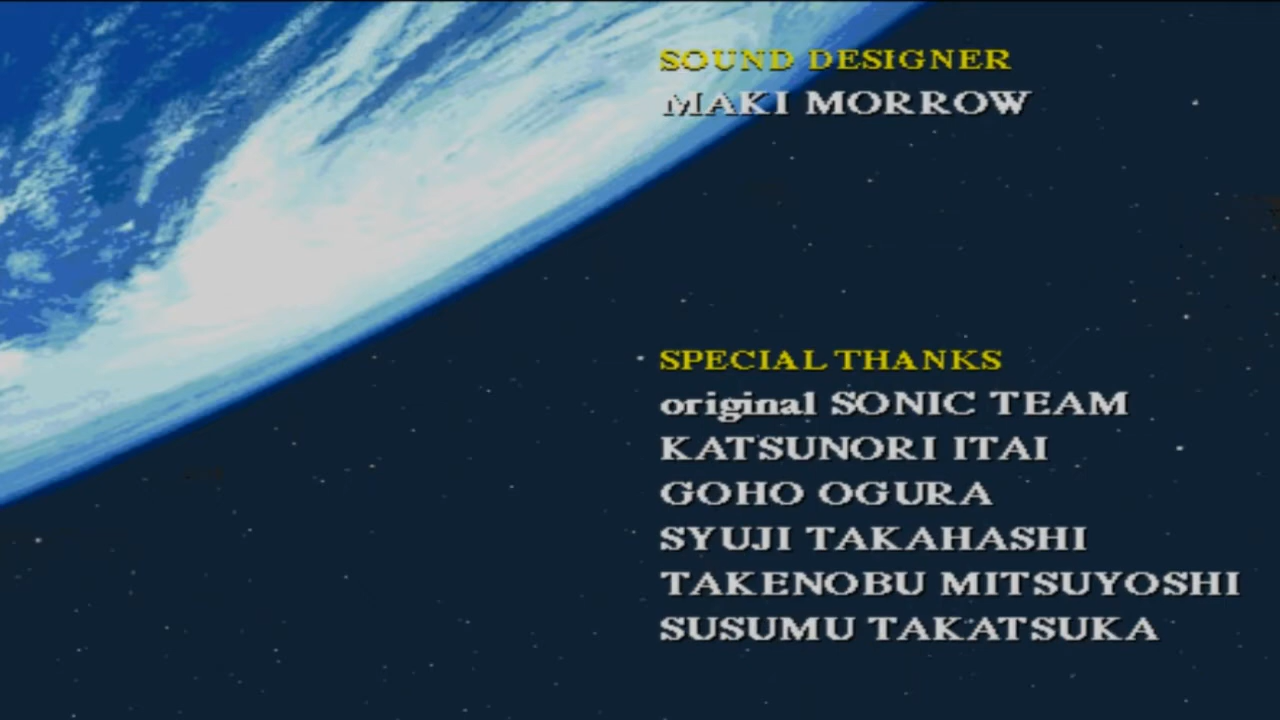 SOUND DESIGNER
MAKI MORROW
SPECIAL THANKS
original SONIC TEAM
KATSUNORI ITAI
GOHO OGURA
SYUJI TAKAHASHI
TAKENOBU MITSUYOSHI
SUSUMU TAKATSUKA